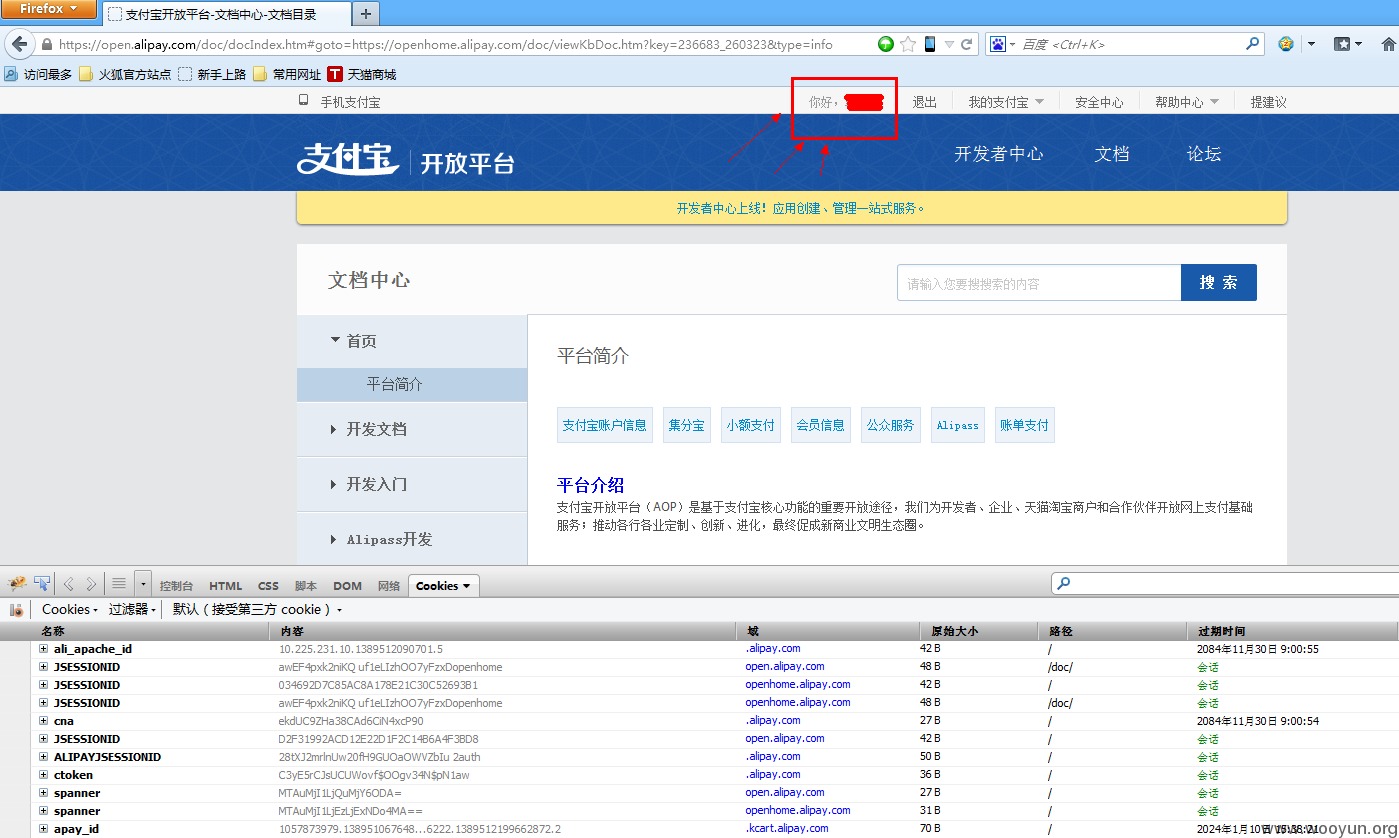 Firefox
支付宝开放平台-文档中心-文档目录
https://open.alipay.com/doc/docIndex.htm#goto=https://openhome.alipay.com/doc/viewKbDoc.htm?key=236683_260323&type=info
百度 <Ctrl+K>
访问最多 火狐官方站点 新手上路 常用网址 天猫商城
手机支付宝 你好, 退出 我的支付宝 安全中心 帮助中心 提建议
支付宝 开放平台 开发者中心 文档 论坛
开发者中心上线！应用创建、管理一站式服务。
文档中心 请输入您要搜搜索的内容 搜 索
首页
平台简介
平台简介
支付宝账户信息 集分宝 小额支付 会员信息 公众服务 Alipass 账单支付
开发文档
开发入门
Alipass开发
平台介绍
支付宝开放平台（AOP）是基于支付宝核心功能的重要开放途径，我们为开发者、企业、天猫淘宝商户和合作伙伴开放网上支付基础
服务；推动各行各业定制、创新、进化，最终促成新商业文明生态圈。
控制台 HTML CSS 脚本 DOM 网络 Cookies
Cookies 过滤器 默认（接受第三方 cookie）
名称 内容 域 原始大小 路径 过期时间
ali_apache_id 10.225.231.10.138951209​0701.5 .alipay.com 42 B / 2084年11月30日 9:00:55
JSESSIONID awEF4pxk2niKQ uf1eLIzhOO7yFzxDopenhome open.alipay.com 48 B /doc/ 会话
JSESSIONID 034692D7C85AC8A178E21C30C52693B1 openhome.alipay.com 42 B / 会话
JSESSIONID awEF4pxk2niKQ uf1eLIzhOO7yFzxDopenhome openhome.alipay.com 48 B /doc/ 会话
cna ekdUC9ZHa38CAd6CiN4xcP90 .alipay.com 27 B / 2084年11月30日 9:00:54
JSESSIONID D2F31992ACD12E22D1F2C14B6A4F3BD8 open.alipay.com 42 B / 会话
ALIPAYJSESSIONID 28tXJ2mrlnUw20fH9GUOaOWVZbIu 2auth .alipay.com 50 B / 会话
ctoken C3yE5rCJsUCUWovf$OOgv34N$pN1aw .alipay.com 36 B / 会话
spanner MTAuMjI1LjQuMjY6ODA= open.alipay.com 27 B / 会话
spanner MTAuMjI1LjEzLjExNDo4MA== openhome.alipay.com 31 B / 会话
apay_id 1057873979.138951067648...6222.1389512199662872.2 .kcart.alipay.com 70 B / 2024年1月10日
www.wooyun.org